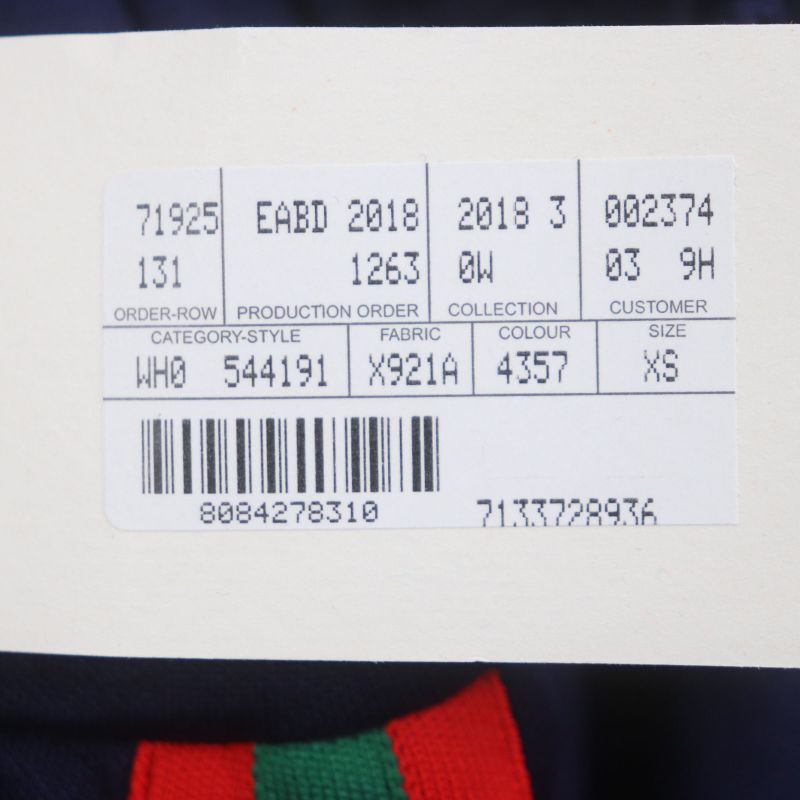 71925 EABD 2018 2018 3 002374
131 1263 0W 03 9H
ORDER-ROW PRODUCTION ORDER COLLECTION CUSTOMER
CATEGORY-STYLE FABRIC COLOUR SIZE
WH0 544191 X921A 4357 XS
8084278310 7133728936